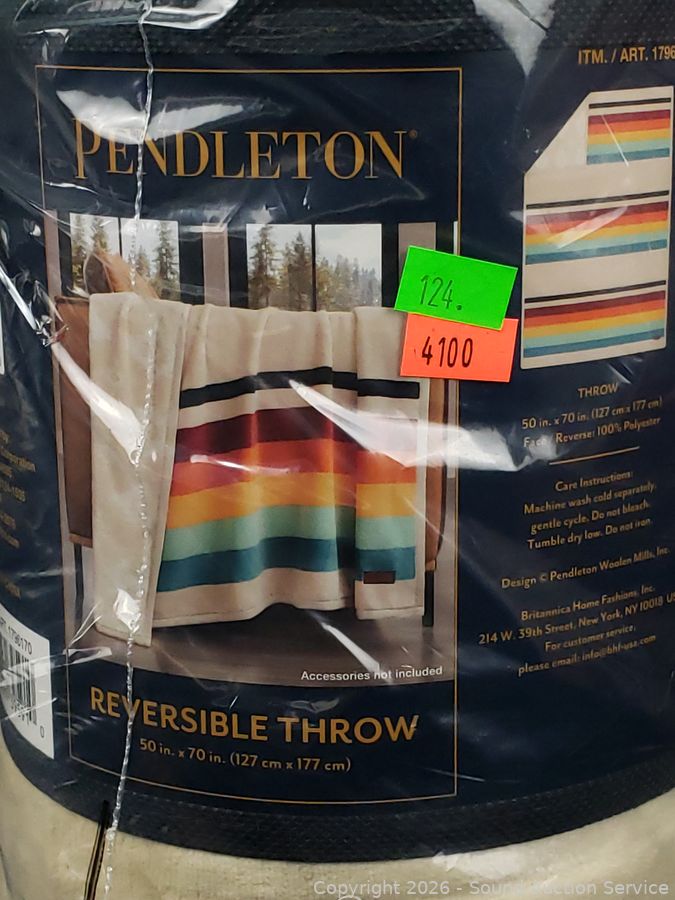 ITM. / ART. 1796
PENDLETON®
124.
4100
THROW
50 in. x 70 in. (127 cm x 177 cm)
Face / Reverse: 100% Polyester
Care Instructions:
Machine wash cold separately,
gentle cycle. Do not bleach.
Tumble dry low. Do not iron.
Design © Pendleton Woolen Mills, Inc.
Britannica Home Fashions, Inc.
214 W. 39th Street, New York, NY 10018 US
For customer service,
please email: info@bhf-usa.com
Corporation
1796170
0
Accessories not included
REVERSIBLE THROW
50 in. x 70 in. (127 cm x 177 cm)
Copyright 2026 - Sound Auction Service